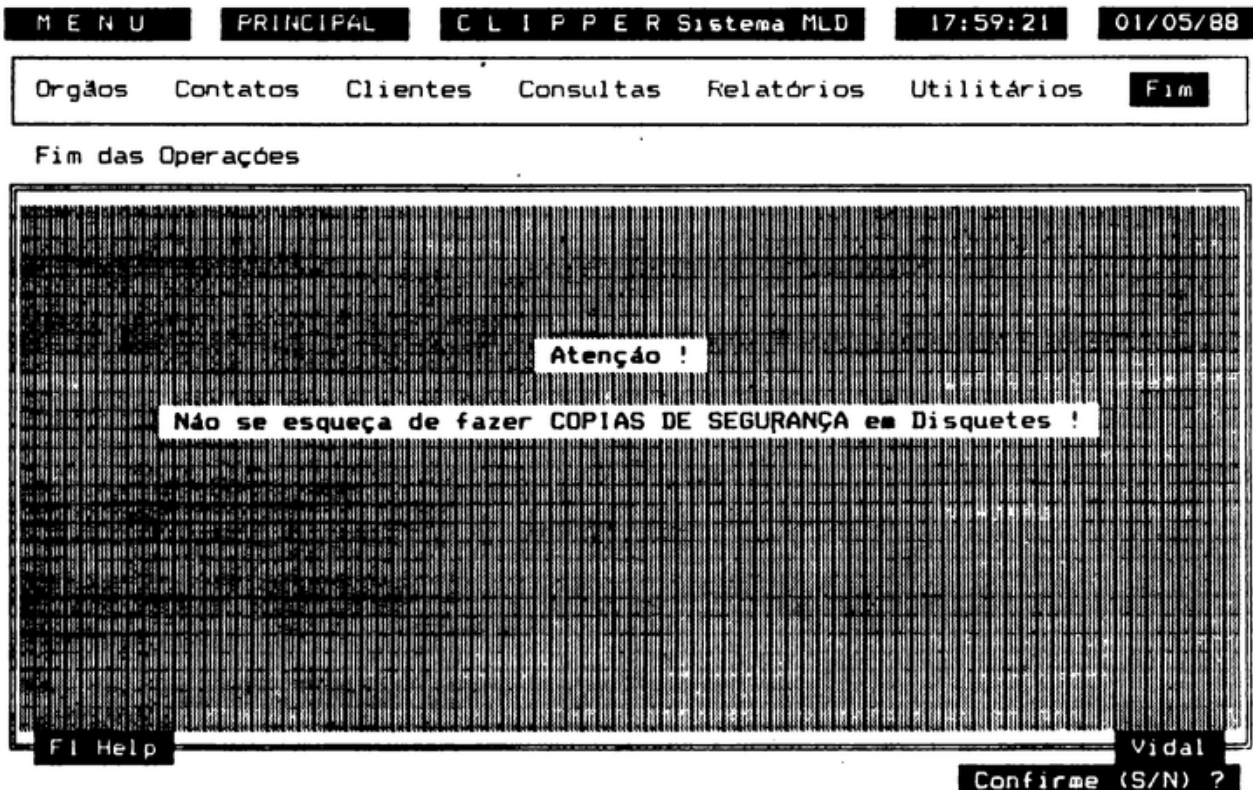 M E N U PRINCIPAL C L I P P E R Sistema MLD 17:59:21 01/05/88
Orgãos Contatos Clientes Consultas Relatórios Utilitários Fim
Fim das Operações
Atenção !
Não se esqueça de fazer COPIAS DE SEGURANÇA em Disquetes !
F1 Help Vidal
Confirme (S/N) ?